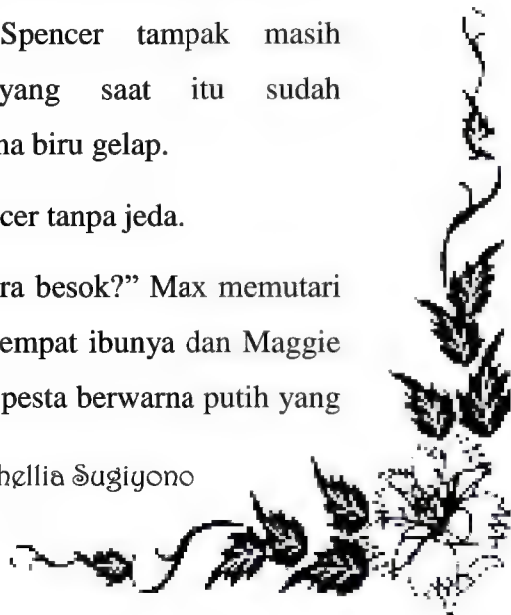 Spencer tampak masih
yang saat itu sudah
na biru gelap.
cer tanpa jeda.
ra besok?” Max memutari
empat ibunya dan Maggie
pesta berwarna putih yang
hellia Sugiyono